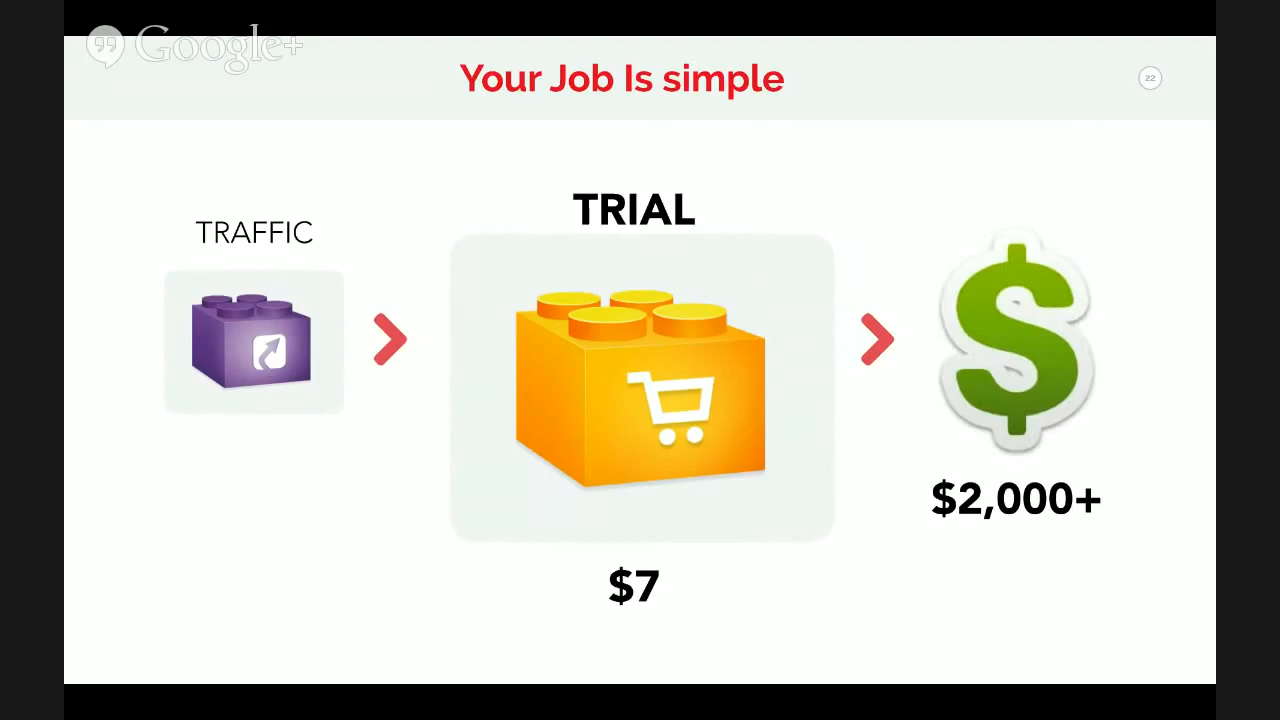 Google+
Your Job Is simple
22
TRAFFIC
TRIAL
$7
$2,000+